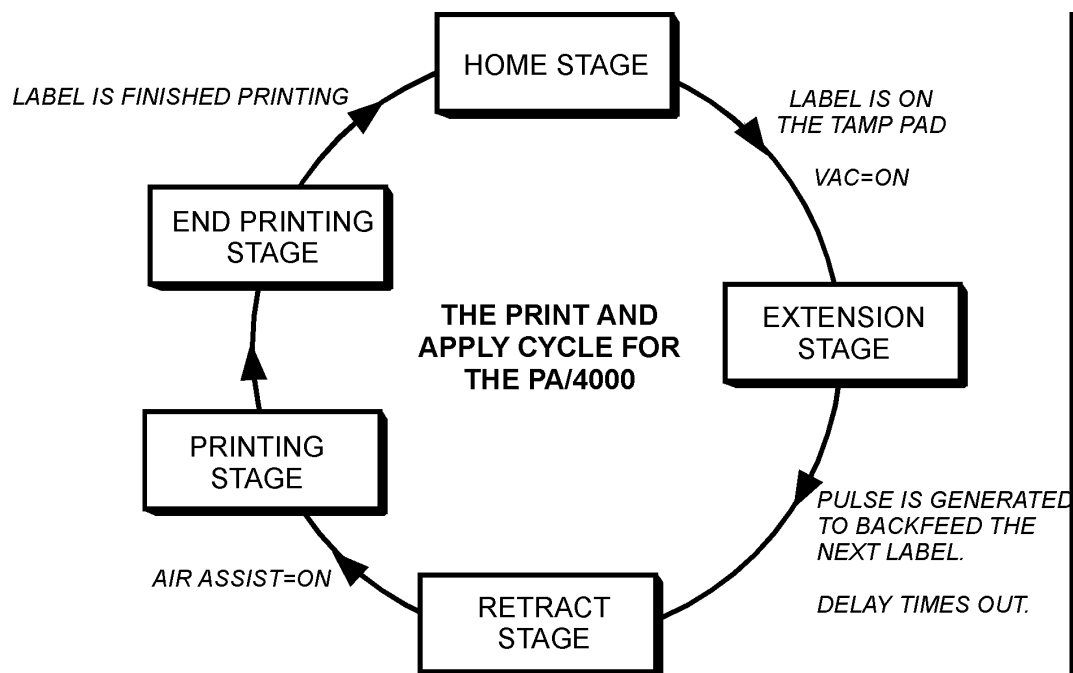 HOME STAGE
LABEL IS FINISHED PRINTING
LABEL IS ON
THE TAMP PAD
VAC=ON
END PRINTING
STAGE
THE PRINT AND
APPLY CYCLE FOR
THE PA/4000
EXTENSION
STAGE
PRINTING
STAGE
PULSE IS GENERATED
TO BACKFEED THE
NEXT LABEL.
DELAY TIMES OUT.
AIR ASSIST=ON
RETRACT
STAGE